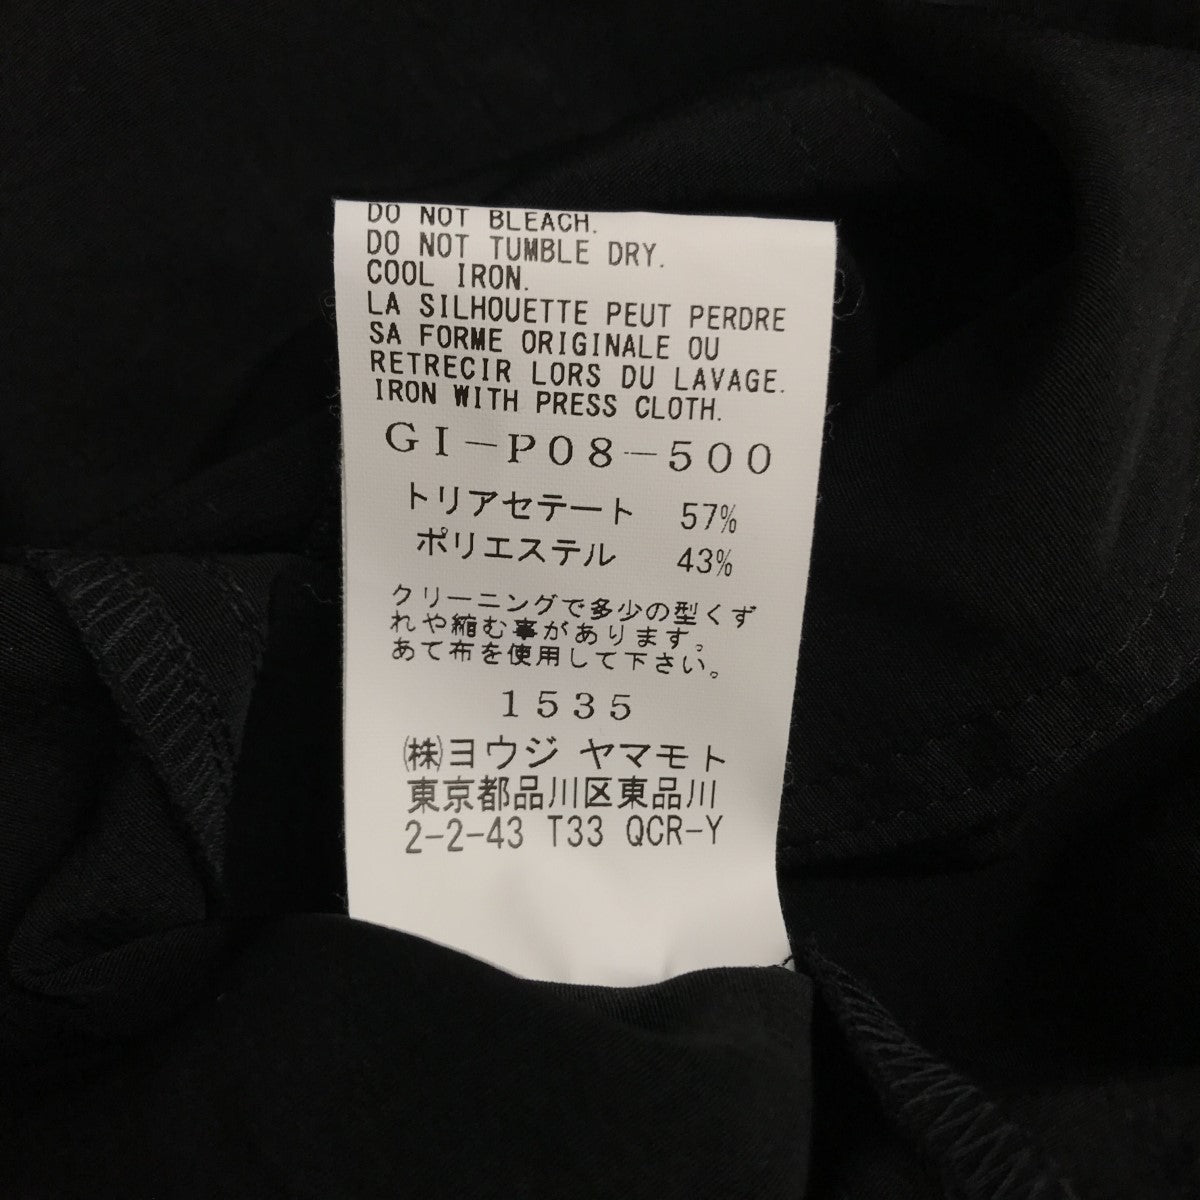 DO NOT BLEACH.
DO NOT TUMBLE DRY.
COOL IRON.
LA SILHOUETTE PEUT PERDRE
SA FORME ORIGINALE OU
RETRECIR LORS DU LAVAGE.
IRON WITH PRESS CLOTH.
GI-P08-500
トリアセテート 57%
ポリエステル 43%
クリーニングで多少の型くず
れや縮む事があります。
あて布を使用して下さい。
1535
㈱ヨウジ ヤマモト
東京都品川区東品川
2-2-43 T33 QCR-Y